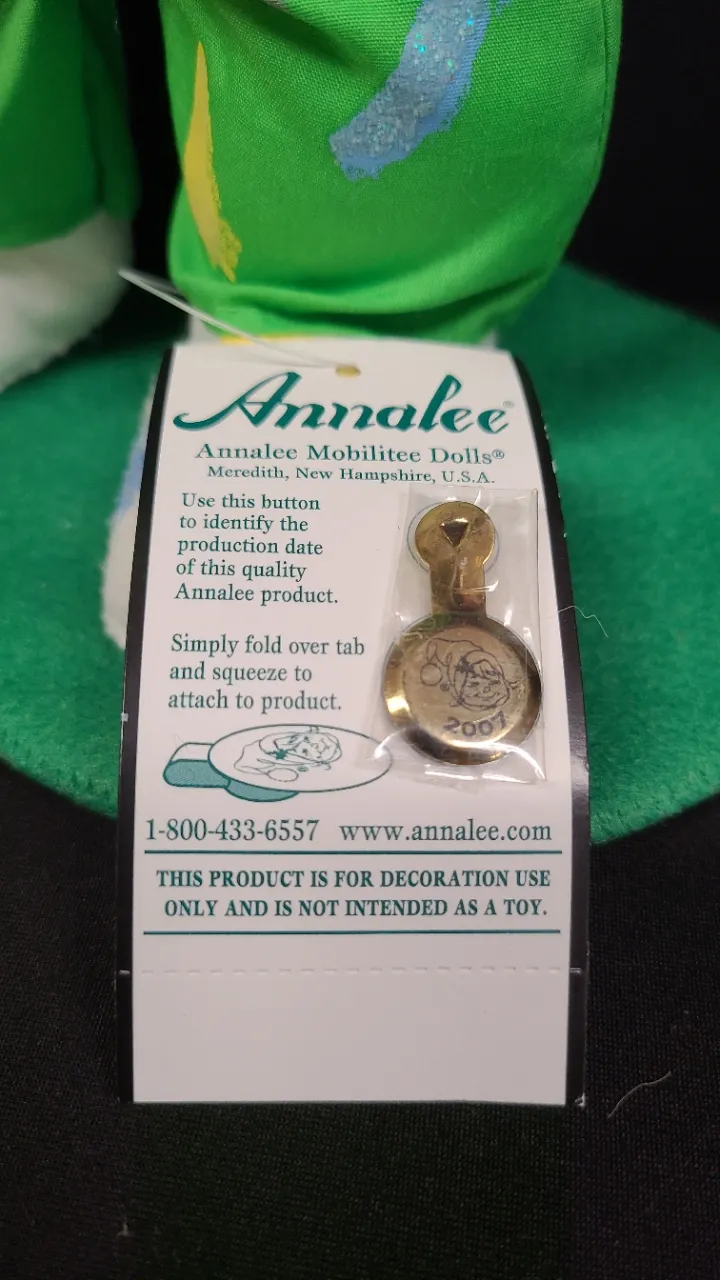 Annalee®
Annalee Mobilitee Dolls®
Meredith, New Hampshire, U.S.A.
Use this button
to identify the
production date
of this quality
Annalee product.
Simply fold over tab
and squeeze to
attach to product.
2007
1-800-433-6557 www.annalee.com
THIS PRODUCT IS FOR DECORATION USE
ONLY AND IS NOT INTENDED AS A TOY.